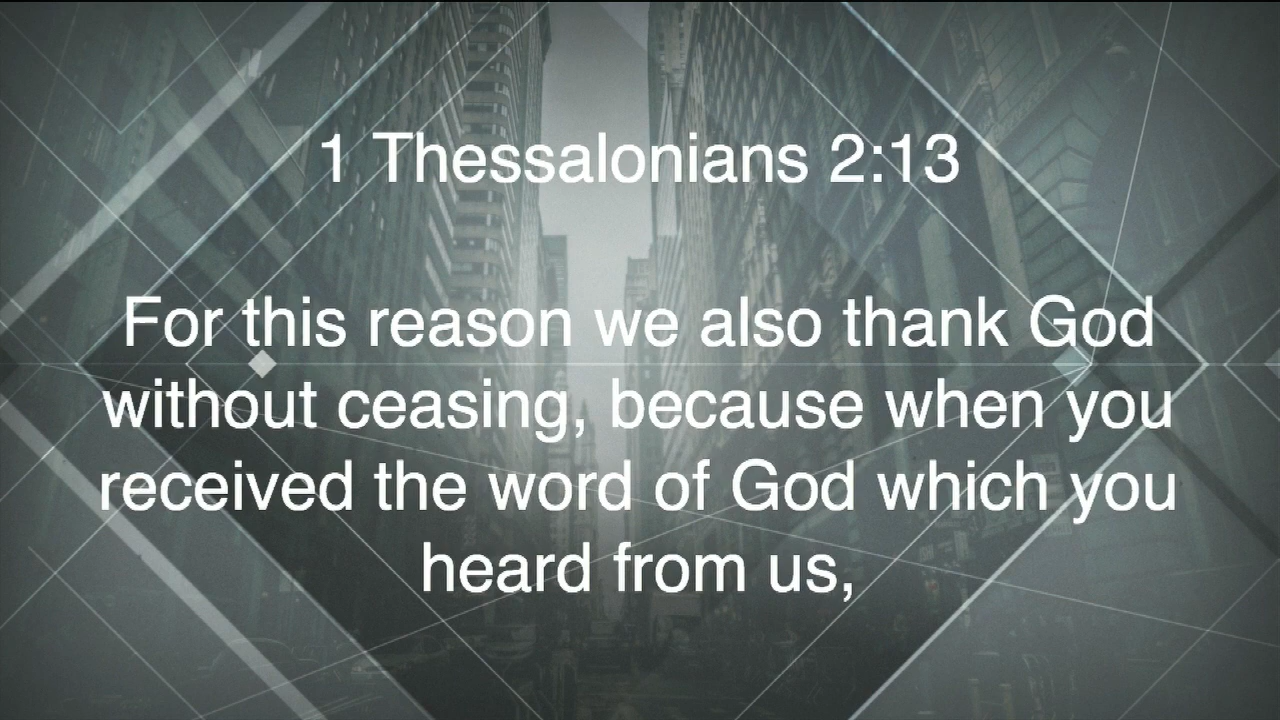 1 Thessalonians 2:13
For this reason we also thank God
without ceasing, because when you
received the word of God which you
heard from us,